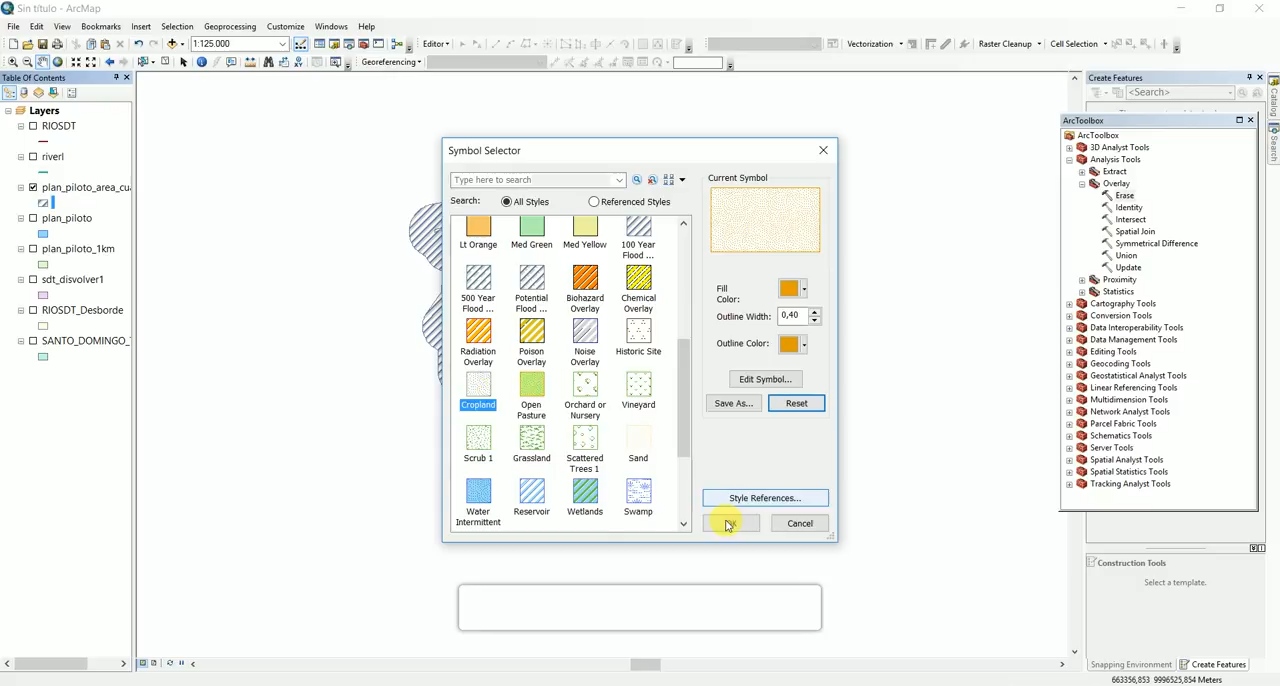 Sin título - ArcMap
File Edit View Bookmarks Insert Selection Geoprocessing Customize Windows Help
1:125.000 Editor Vectorization Raster Cleanup Cell Selection
Georeferencing
Table Of Contents
Layers
RIOSDT
riverl
plan_piloto_area_cu
plan_piloto
plan_piloto_1km
sdt_disvolver1
RIOSDT_Desborde
SANTO_DOMINGO_
Symbol Selector
Type here to search
Search: All Styles Referenced Styles
Lt Orange Med Green Med Yellow 100 Year
Flood ...
500 Year Potential Biohazard Chemical
Flood ... Flood ... Overlay Overlay
Radiation Poison Noise Historic Site
Overlay Overlay Overlay
Cropland Open Orchard or Vineyard
Pasture Nursery
Scrub 1 Grassland Scattered Sand
Trees 1
Water Reservoir Wetlands Swamp
Intermittent
Current Symbol
Fill
Color:
Outline Width: 0,40
Outline Color:
Edit Symbol...
Save As... Reset
Style References...
Cancel
Create Features
<Search>
ArcToolbox
ArcToolbox
3D Analyst Tools
Analysis Tools
Extract
Overlay
Erase
Identity
Intersect
Spatial Join
Symmetrical Difference
Union
Update
Proximity
Statistics
Cartography Tools
Conversion Tools
Data Interoperability Tools
Data Management Tools
Editing Tools
Geocoding Tools
Geostatistical Analyst Tools
Linear Referencing Tools
Multidimension Tools
Network Analyst Tools
Parcel Fabric Tools
Schematics Tools
Server Tools
Spatial Analyst Tools
Spatial Statistics Tools
Tracking Analyst Tools
Construction Tools
Select a template.
Snapping Environment Create Features
Catalog
Search
663356,853 9996525,854 Meters